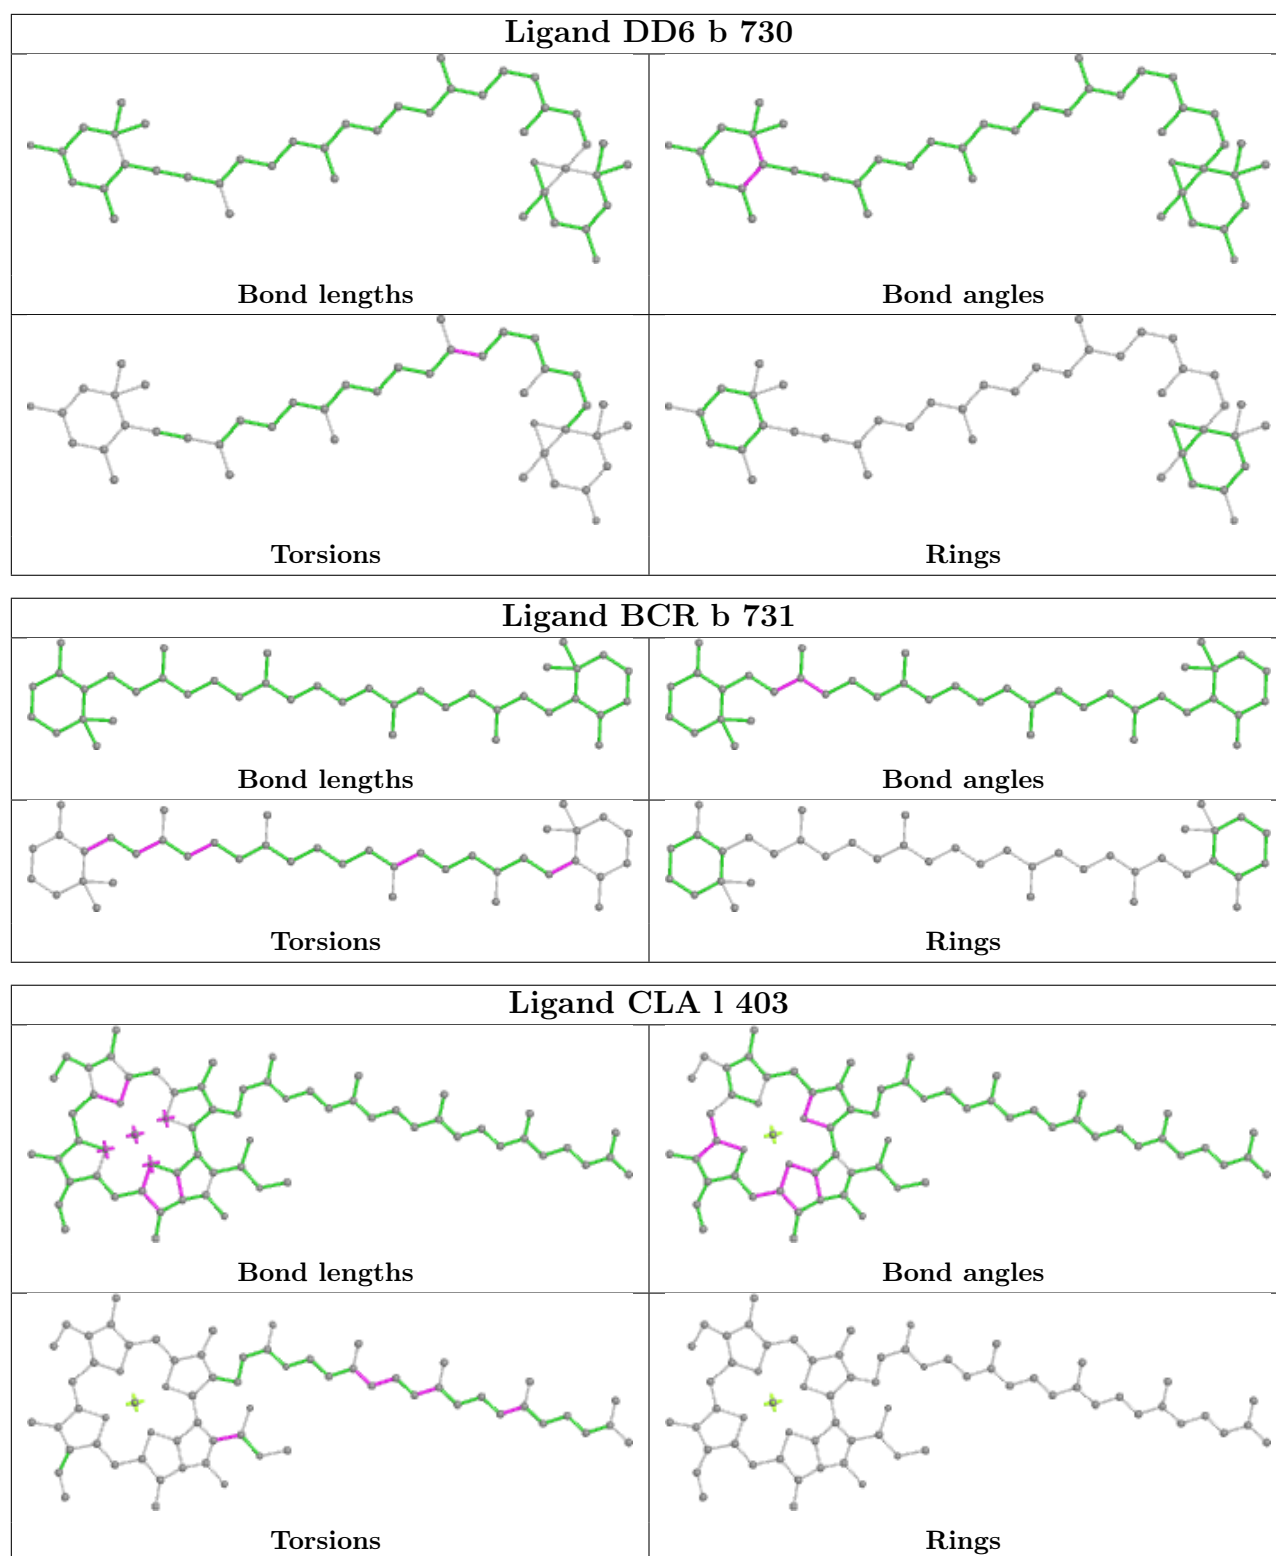 Ligand DD6 b 730
Bond lengths
Bond angles
Torsions
Rings
Ligand BCR b 731
Bond lengths
Bond angles
Torsions
Rings
Ligand CLA l 403
Bond lengths
Bond angles
Torsions
Rings